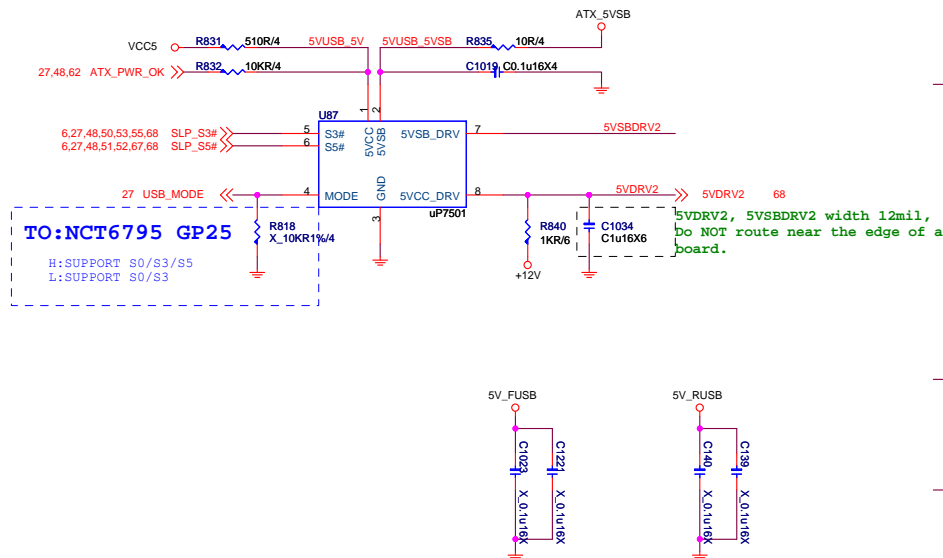 ATX_5VSB
VCC5 R831 510R/4 5VUSB_5V 5VUSB_5VSB R835 10R/4
27,48,62 ATX_PWR_OK R832 10KR/4 C1019 C0.1u16X4
U87
1 2
6,27,48,50,53,55,68 SLP_S3# 5 S3# 5VCC 5VSB 5VSB_DRV 7 5VSBDRV2
6,27,48,51,52,67,68 SLP_S5# 6 S5#
27 USB_MODE 4 MODE GND 5VCC_DRV 8 5VDRV2 5VDRV2 68
3 uP7501
R818
X_10KR1%/4
R840
1KR/6
+12V
C1034
C1u16X6
5VDRV2, 5VSBDRV2 width 12mil,
Do NOT route near the edge of a
board.
TO:NCT6795 GP25
H:SUPPORT S0/S3/S5
L:SUPPORT S0/S3
5V_FUSB 5V_RUSB
C1023 C1221 C140 C139
X_0.1u16X X_0.1u16X X_0.1u16X X_0.1u16X